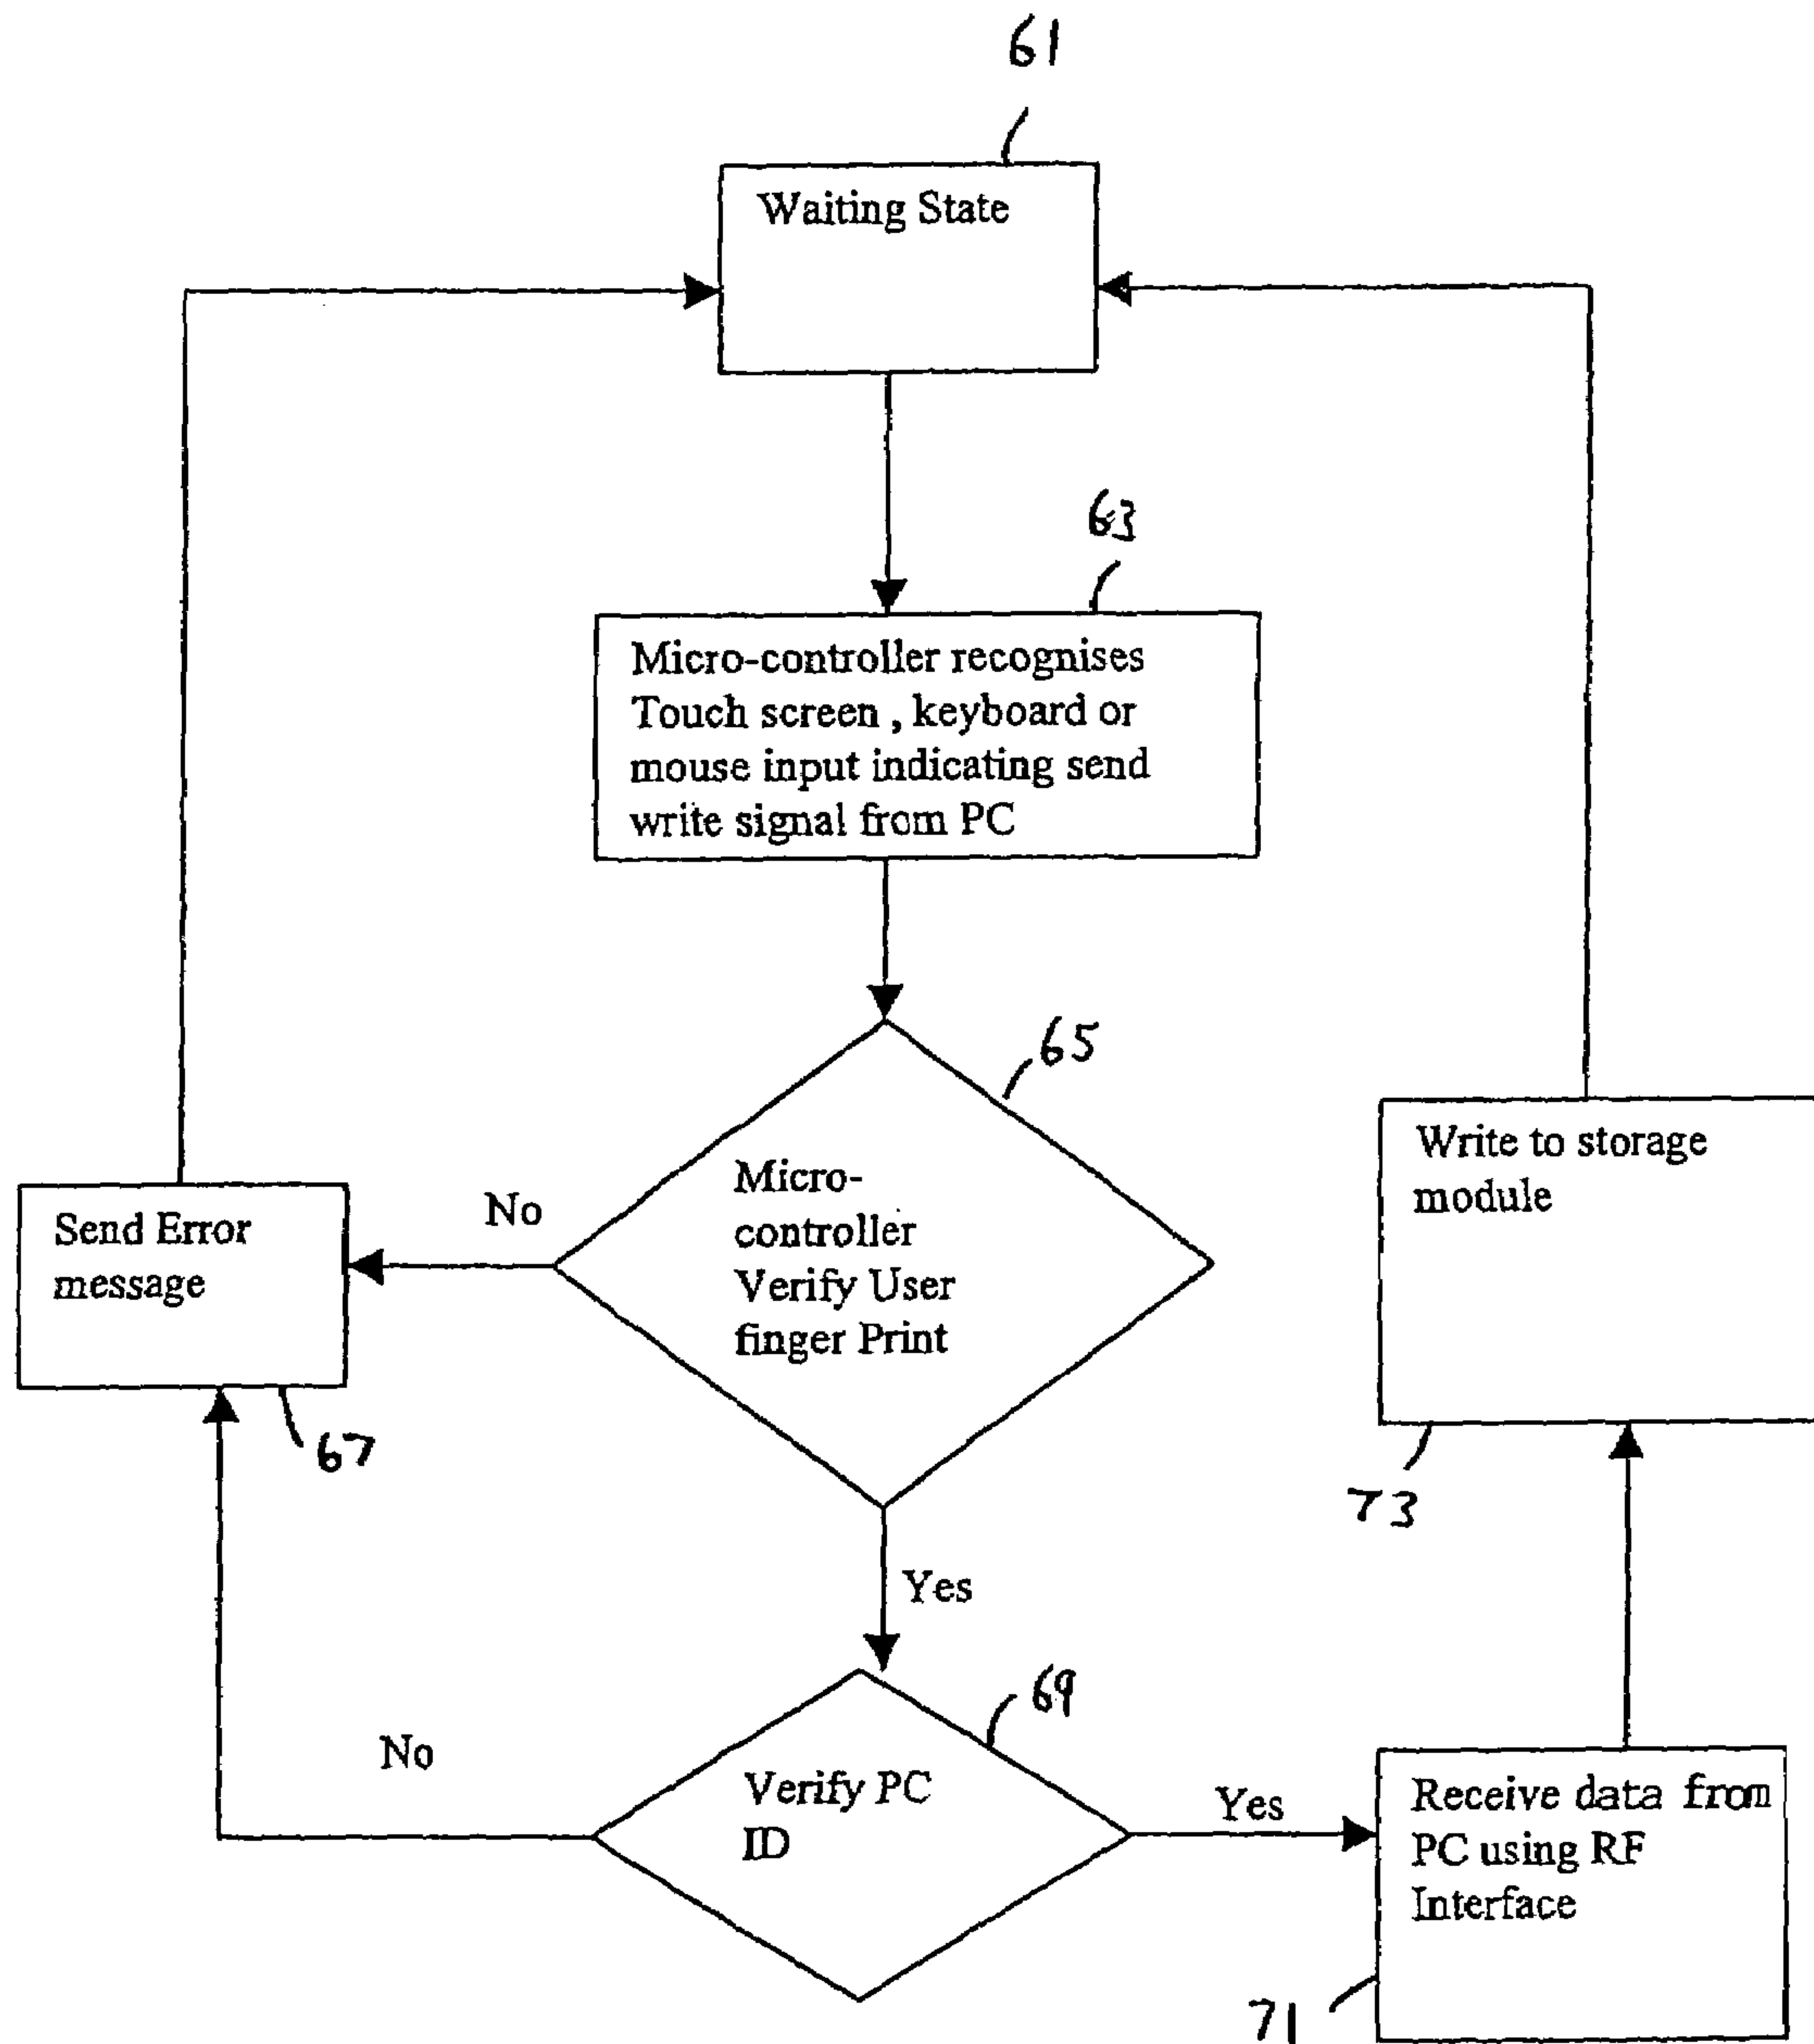 61
Waiting State
63
Micro-controller recognises
Touch screen , keyboard or
mouse input indicating send
write signal from PC
65
Micro-
controller
Verify User
finger Print
No
Send Error
message
67
Write to storage
module
73
Yes
69
Verify PC
ID
No
Yes
Receive data from
PC using RF
Interface
71